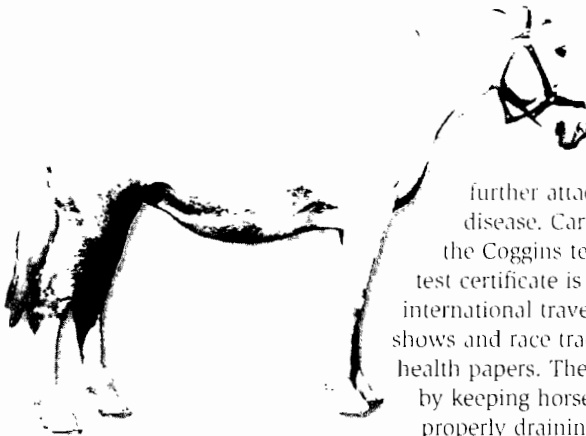 further attac
disease. Car
the Coggins te
test certificate is
international trave
shows and race tra
health papers. The
by keeping horse
properly drainin